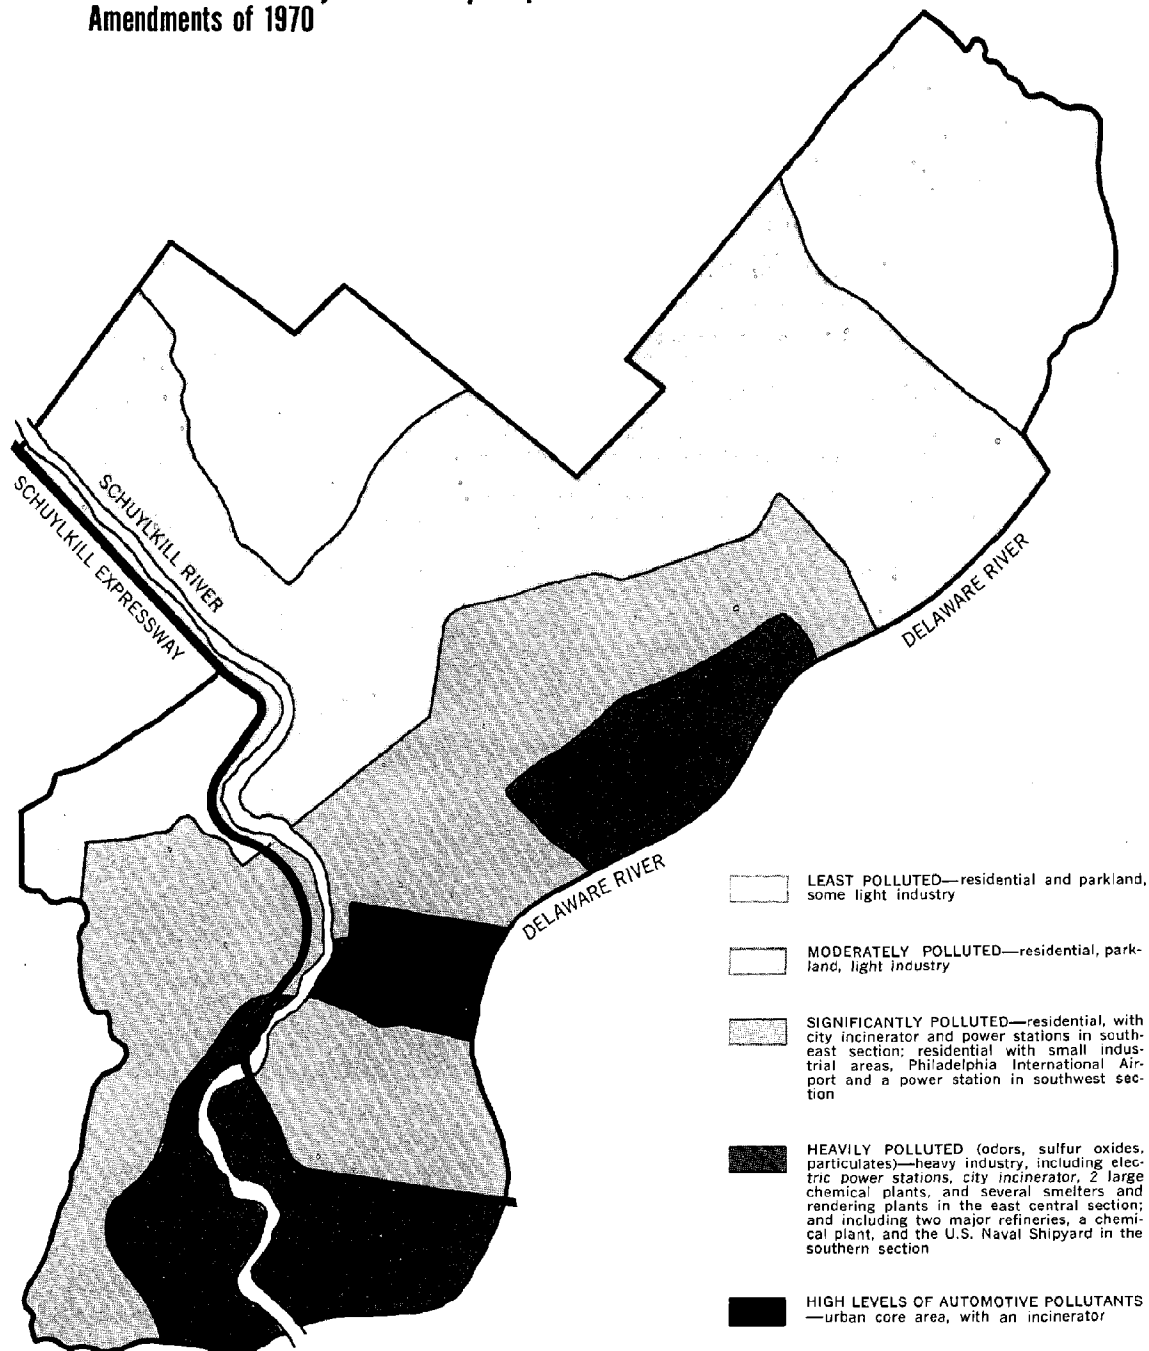 Amendments of 1970
SCHUYLKILL RIVER
SCHUYLKILL EXPRESSWAY
DELAWARE RIVER
DELAWARE RIVER
LEAST POLLUTED—residential and parkland,
some light industry
MODERATELY POLLUTED—residential, park-
land, light industry
SIGNIFICANTLY POLLUTED—residential, with
city incinerator and power stations in south-
east section; residential with small indus-
trial areas, Philadelphia International Air-
port and a power station in southwest sec-
tion
HEAVILY POLLUTED (odors, sulfur oxides,
particulates)—heavy industry, including elec-
tric power stations, city incinerator, 2 large
chemical plants, and several smelters and
rendering plants in the east central section;
and including two major refineries, a chemi-
cal plant, and the U.S. Naval Shipyard in the
southern section
HIGH LEVELS OF AUTOMOTIVE POLLUTANTS
—urban core area, with an incinerator